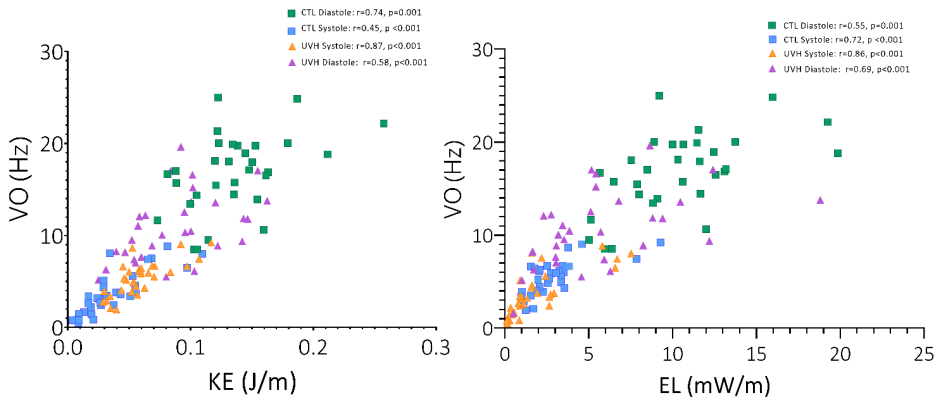 CTL Diastole: r=0.74, p=0.001
CTL Systole: r=0.45, p <0.001
UVH Systole: r=0.87, p<0.001
UVH Diastole: r=0.58, p<0.001
VO (Hz)
30
20
10
0
0.0 0.1 0.2 0.3
KE (J/m)
CTL Diastole: r=0.55, p=0.001
CTL Systole: r=0.72, p <0.001
UVH Systole: r=0.86, p<0.001
UVH Diastole: r=0.69, p<0.001
VO (Hz)
30
20
10
0
0 5 10 15 20 25
EL (mW/m)